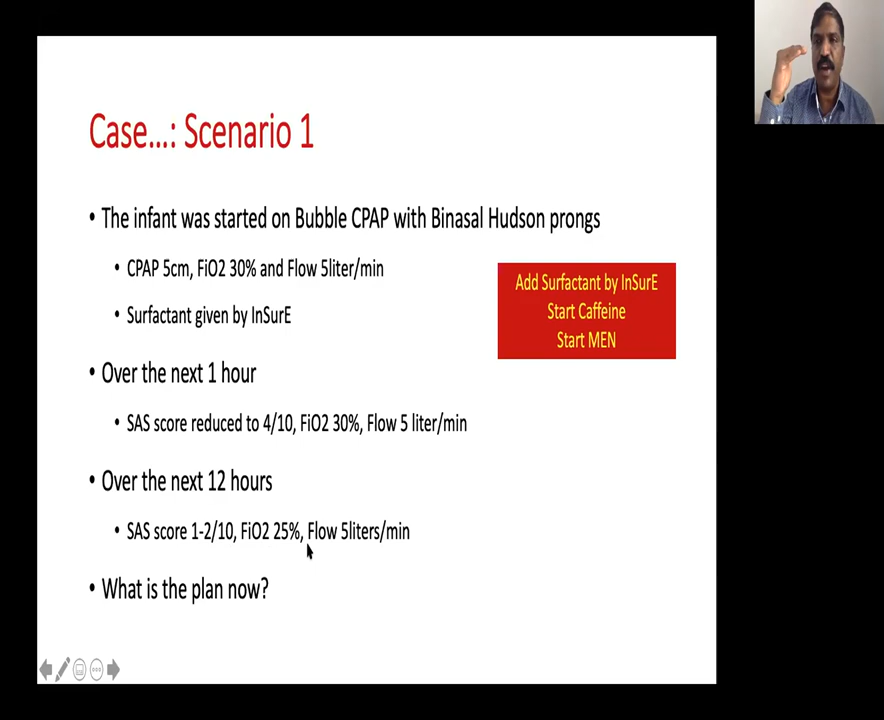 Case...: Scenario 1
• The infant was started on Bubble CPAP with Binasal Hudson prongs
• CPAP 5cm, FiO2 30% and Flow 5liter/min
• Surfactant given by InSurE
Add Surfactant by InSurE
Start Caffeine
Start MEN
• Over the next 1 hour
• SAS score reduced to 4/10, FiO2 30%, Flow 5 liter/min
• Over the next 12 hours
• SAS score 1-2/10, FiO2 25%, Flow 5liters/min
• What is the plan now?